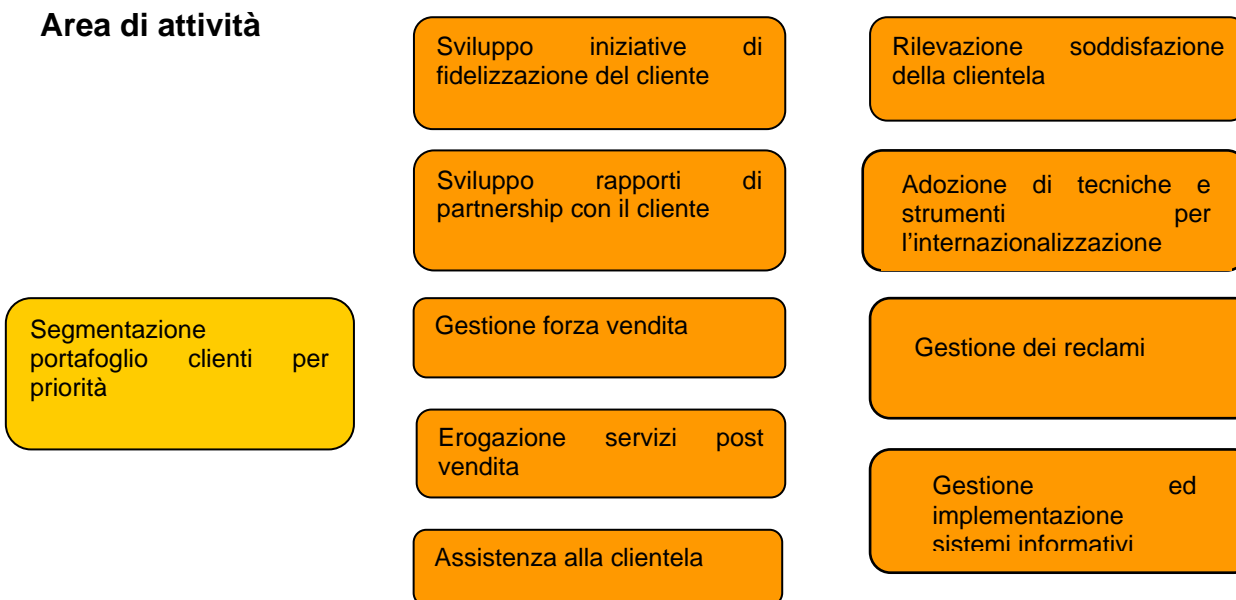 Area di attività
Sviluppo iniziative di
fidelizzazione del cliente
Rilevazione soddisfazione
della clientela
Sviluppo rapporti di
partnership con il cliente
Adozione di tecniche e
strumenti per
l'internazionalizzazione
Segmentazione
portafoglio clienti per
priorità
Gestione forza vendita
Gestione dei reclami
Erogazione servizi post
vendita
Gestione ed
implementazione
sistemi informativi
Assistenza alla clientela